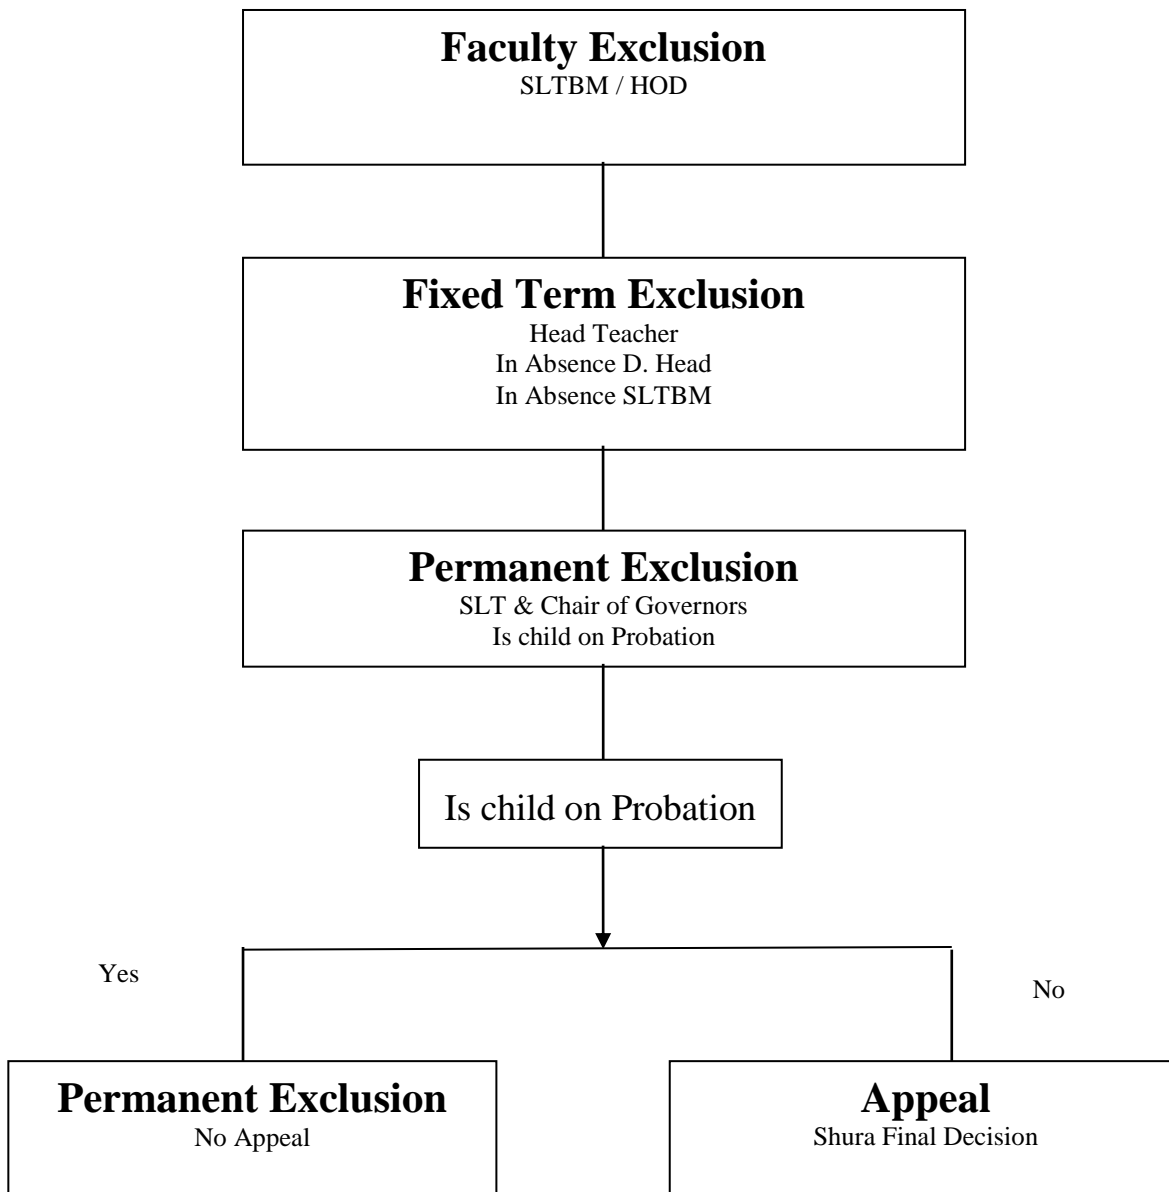 Faculty Exclusion
SLTBM / HOD
Fixed Term Exclusion
Head Teacher
In Absence D. Head
In Absence SLTBM
Permanent Exclusion
SLT & Chair of Governors
Is child on Probation
Is child on Probation
Yes
No
Permanent Exclusion
No Appeal
Appeal
Shura Final Decision